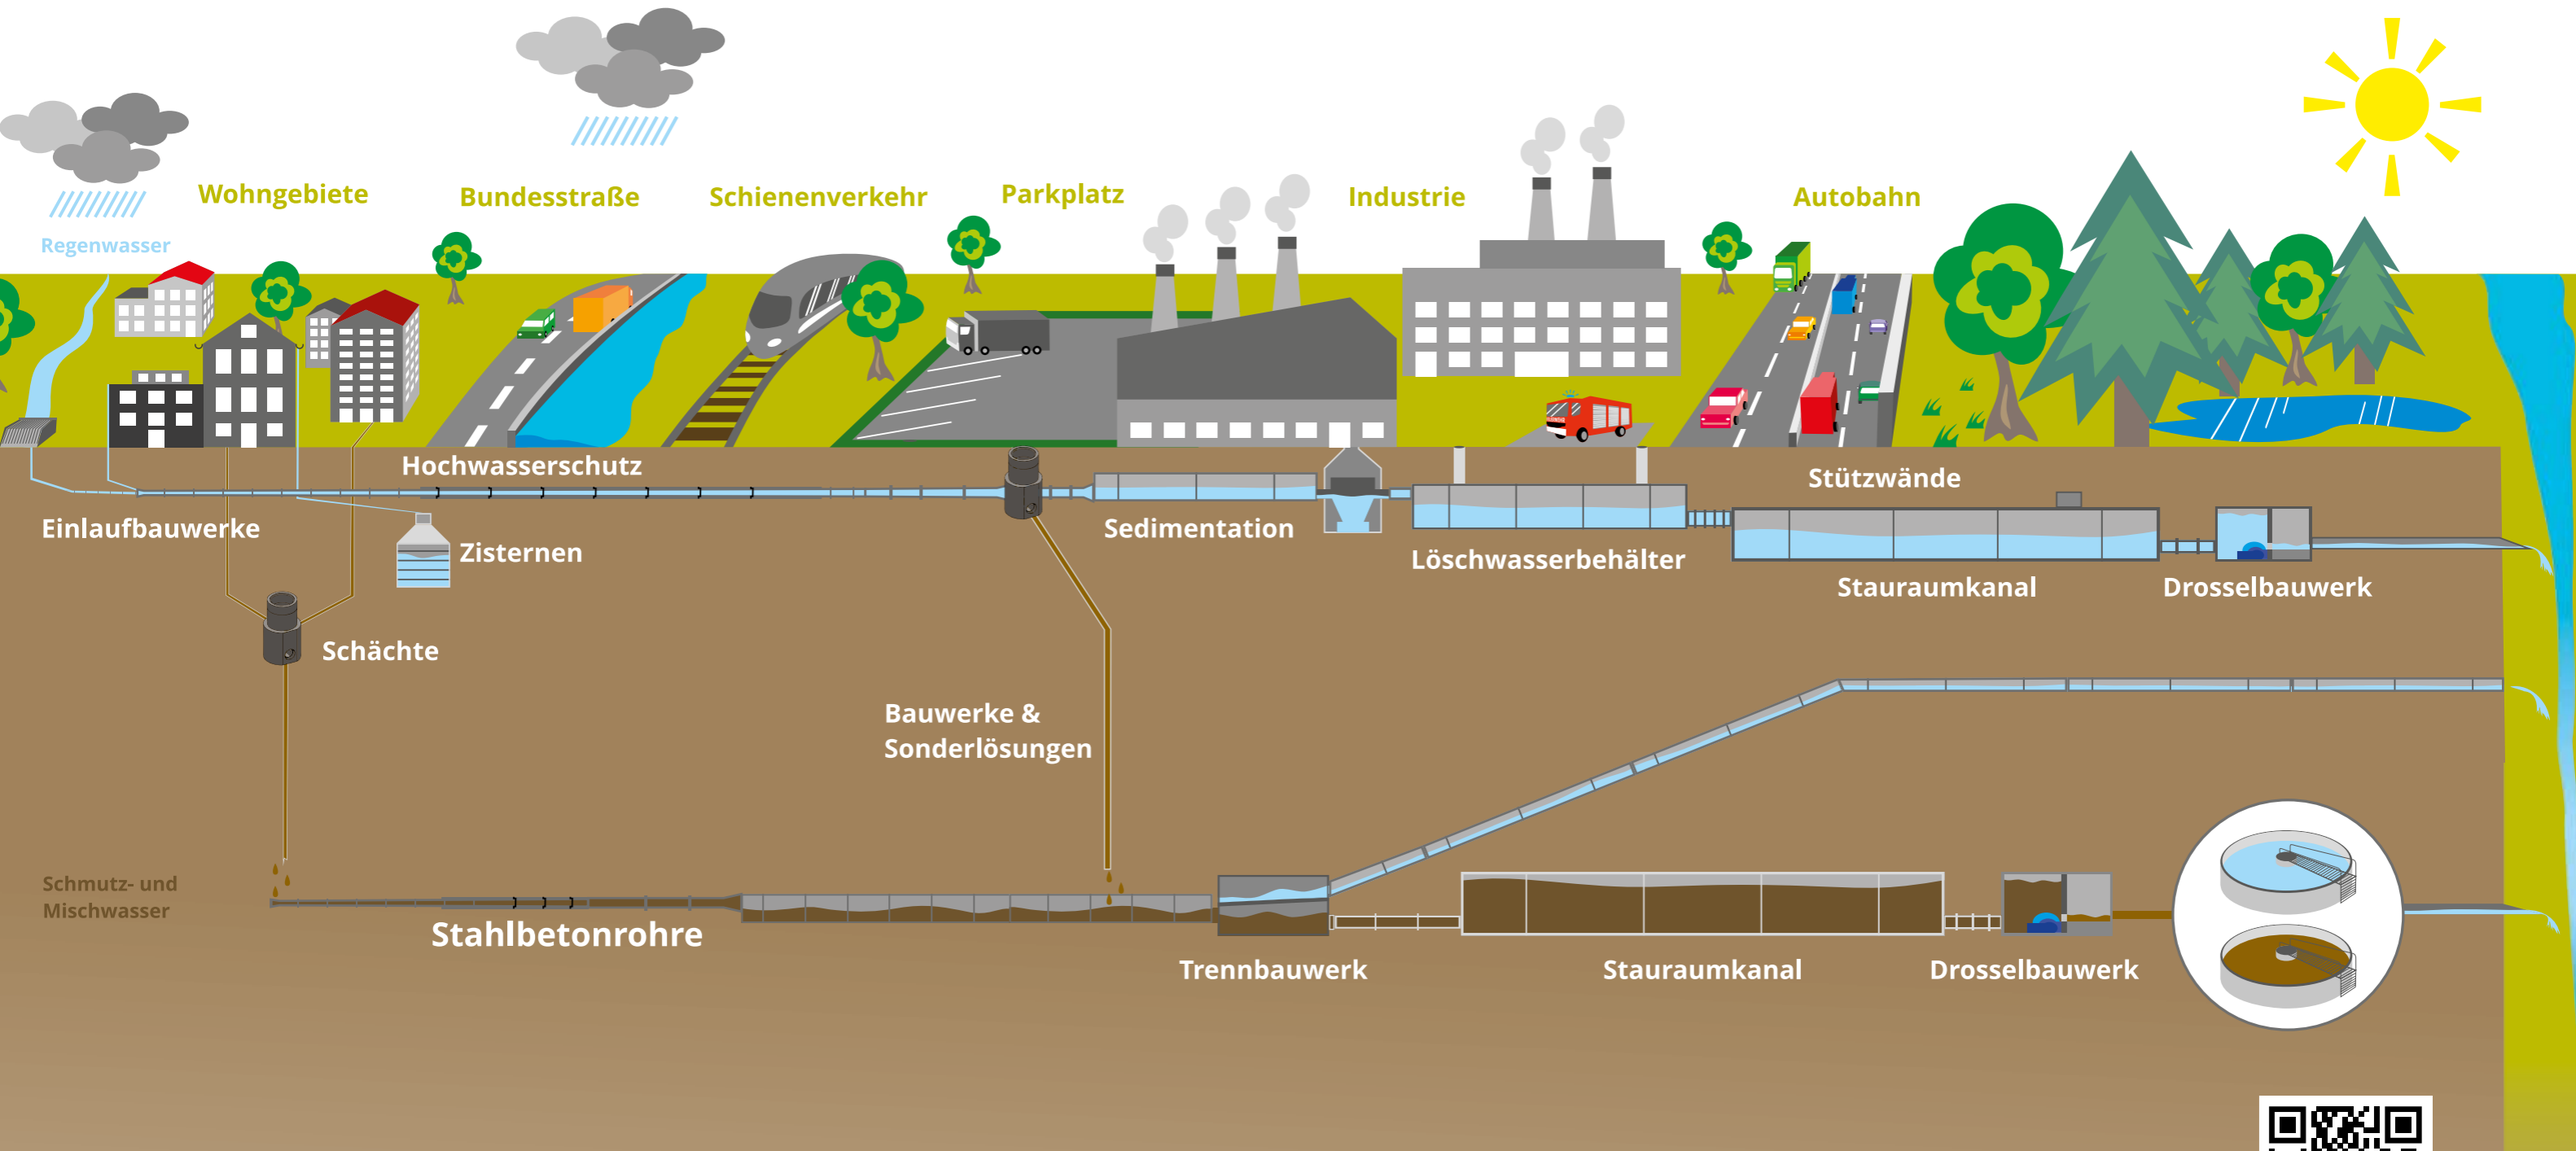 Wohngebiete
Bundesstraße
Schienenverkehr
Parkplatz
Industrie
Autobahn
Regenwasser
Hochwasserschutz
Stützwände
Einlaufbauwerke
Zisternen
Sedimentation
Löschwasserbehälter
Stauraumkanal
Drosselbauwerk
Schächte
Bauwerke &
Sonderlösungen
Schmutz- und
Mischwasser
Stahlbetonrohre
Trennbauwerk
Stauraumkanal
Drosselbauwerk